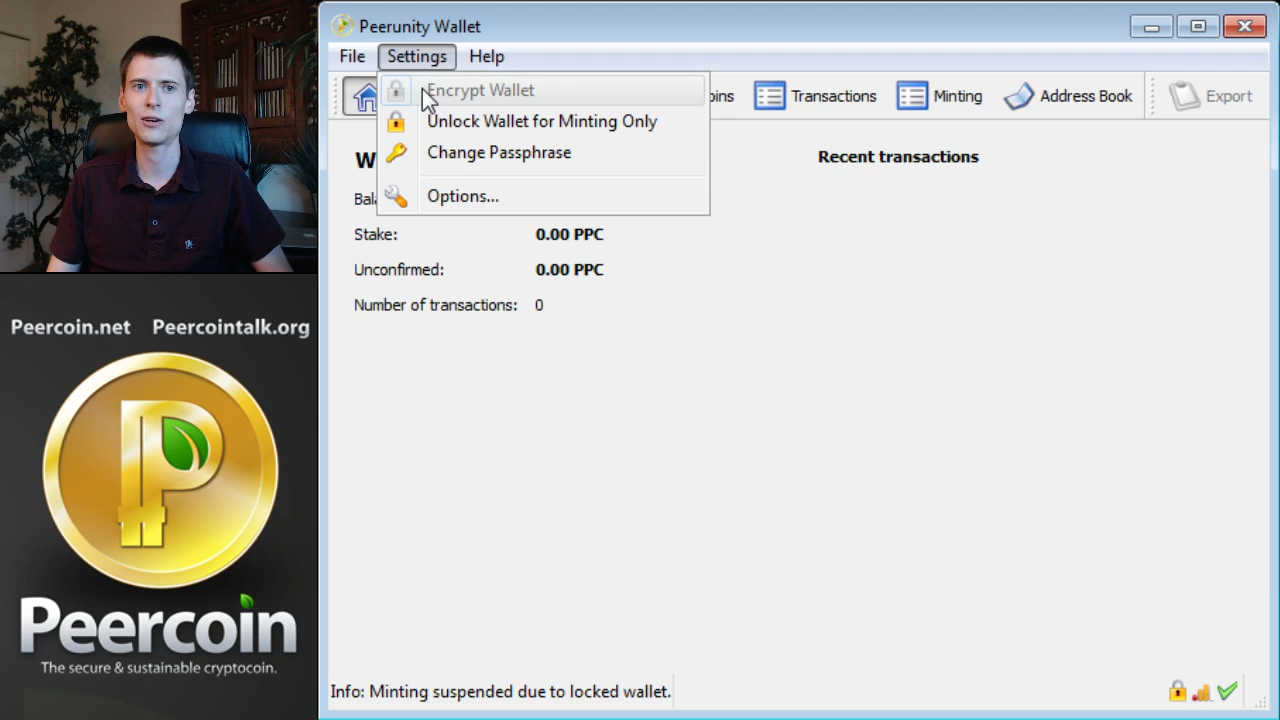 Peerunity Wallet
File Settings Help
Encrypt Wallet
Unlock Wallet for Minting Only
Change Passphrase
Options...
Transactions
Minting
Address Book
Export
Recent transactions
Stake: 0.00 PPC
Unconfirmed: 0.00 PPC
Number of transactions: 0
Info: Minting suspended due to locked wallet.
Peercoin.net Peercointalk.org
Peercoin
The secure & sustainable cryptocoin.